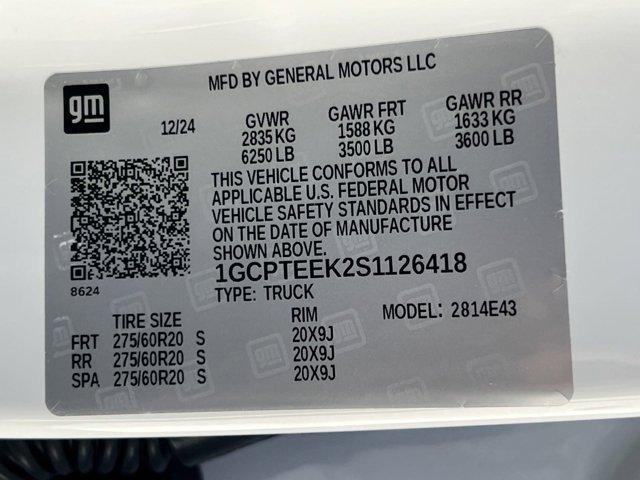 MFD BY GENERAL MOTORS LLC
gm
12/24
GVWR GAWR FRT GAWR RR
2835 KG 1588 KG 1633 KG
6250 LB 3500 LB 3600 LB
THIS VEHICLE CONFORMS TO ALL
APPLICABLE U.S. FEDERAL MOTOR
VEHICLE SAFETY STANDARDS IN EFFECT
ON THE DATE OF MANUFACTURE
SHOWN ABOVE.
1GCPTEEK2S1126418
8624
TYPE: TRUCK
TIRE SIZE RIM MODEL: 2814E43
FRT 275/60R20 S 20X9J
RR 275/60R20 S 20X9J
SPA 275/60R20 S 20X9J